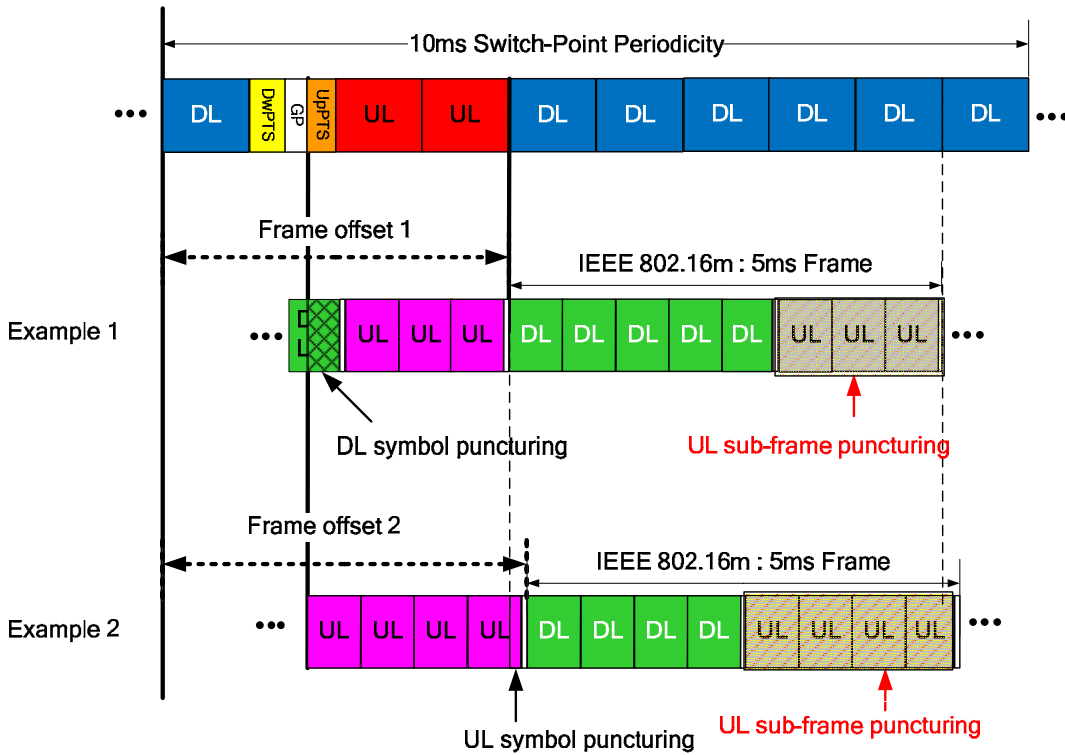 10ms Switch-Point Periodicity
••• DL DwPTS GP UpPTS UL UL DL DL DL DL DL DL •••
Frame offset 1
IEEE 802.16m : 5ms Frame
Example 1 ••• DL UL UL UL DL DL DL DL DL UL UL UL •••
DL symbol puncturing
UL sub-frame puncturing
Frame offset 2
IEEE 802.16m : 5ms Frame
Example 2 ••• UL UL UL UL DL DL DL DL UL UL UL UL •••
UL symbol puncturing
UL sub-frame puncturing